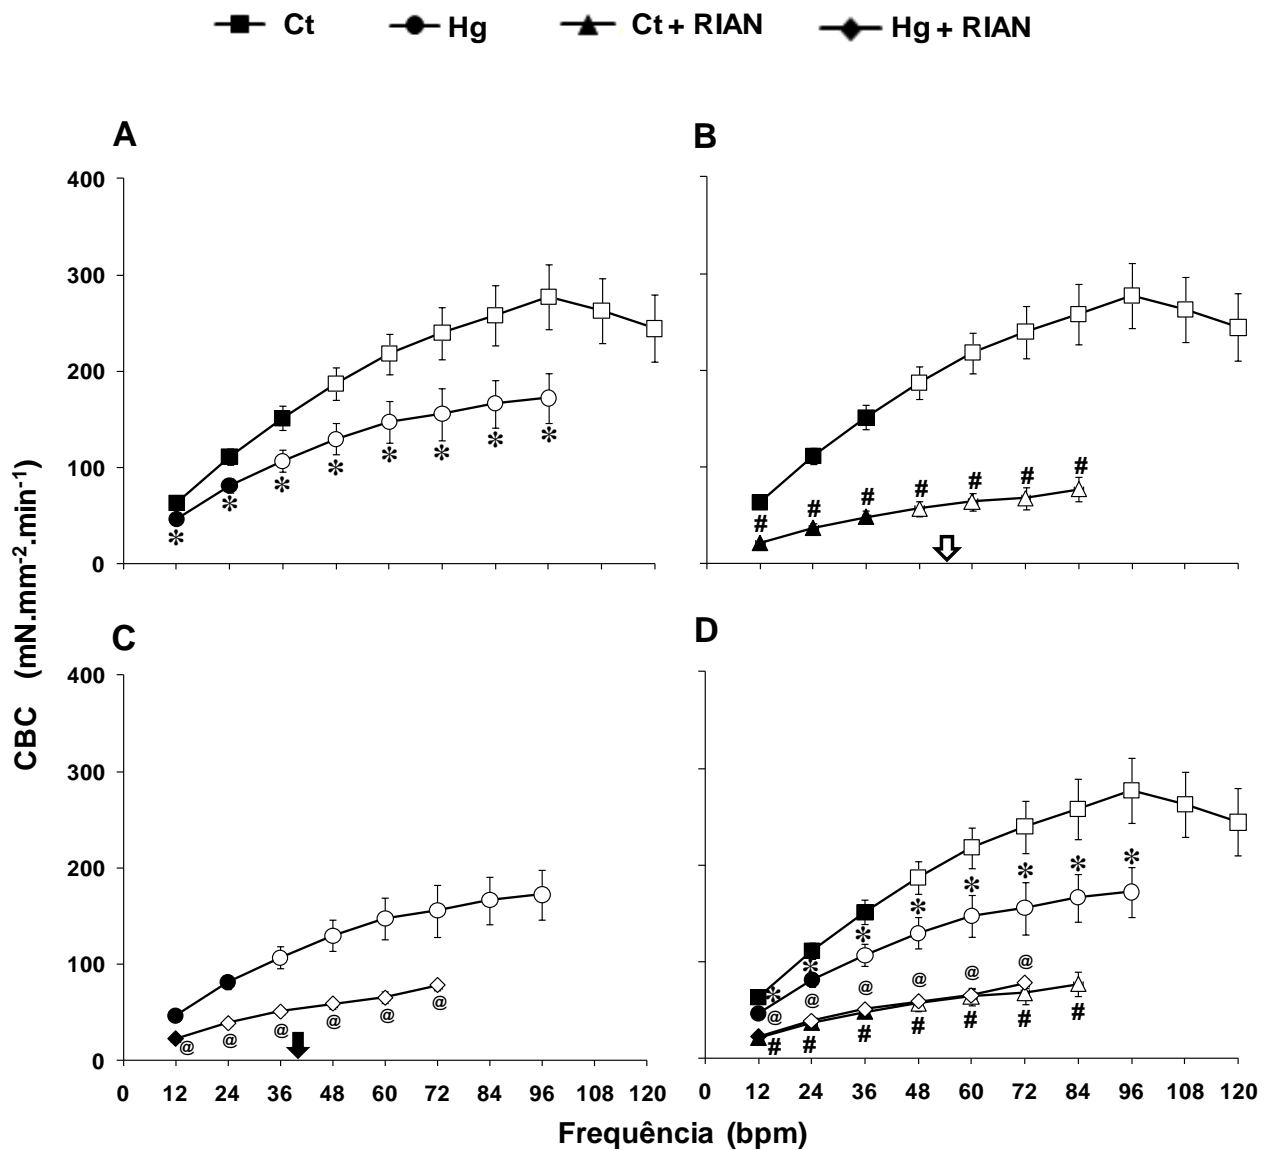 Ct Hg Ct + RIAN Hg + RIAN
A
B
400
300
200
100
0
* * * * * * * *
# # # # # # #
C
D
400
300
200
100
0
@ @ @ @ @ @
* * * * * * * *
@ @ @ @ @ @
# # # # # # #
0 12 24 36 48 60 72 84 96 108 120
0 12 24 36 48 60 72 84 96 108 120
CBC (mN.mm-2.min-1)
Frequência (bpm)